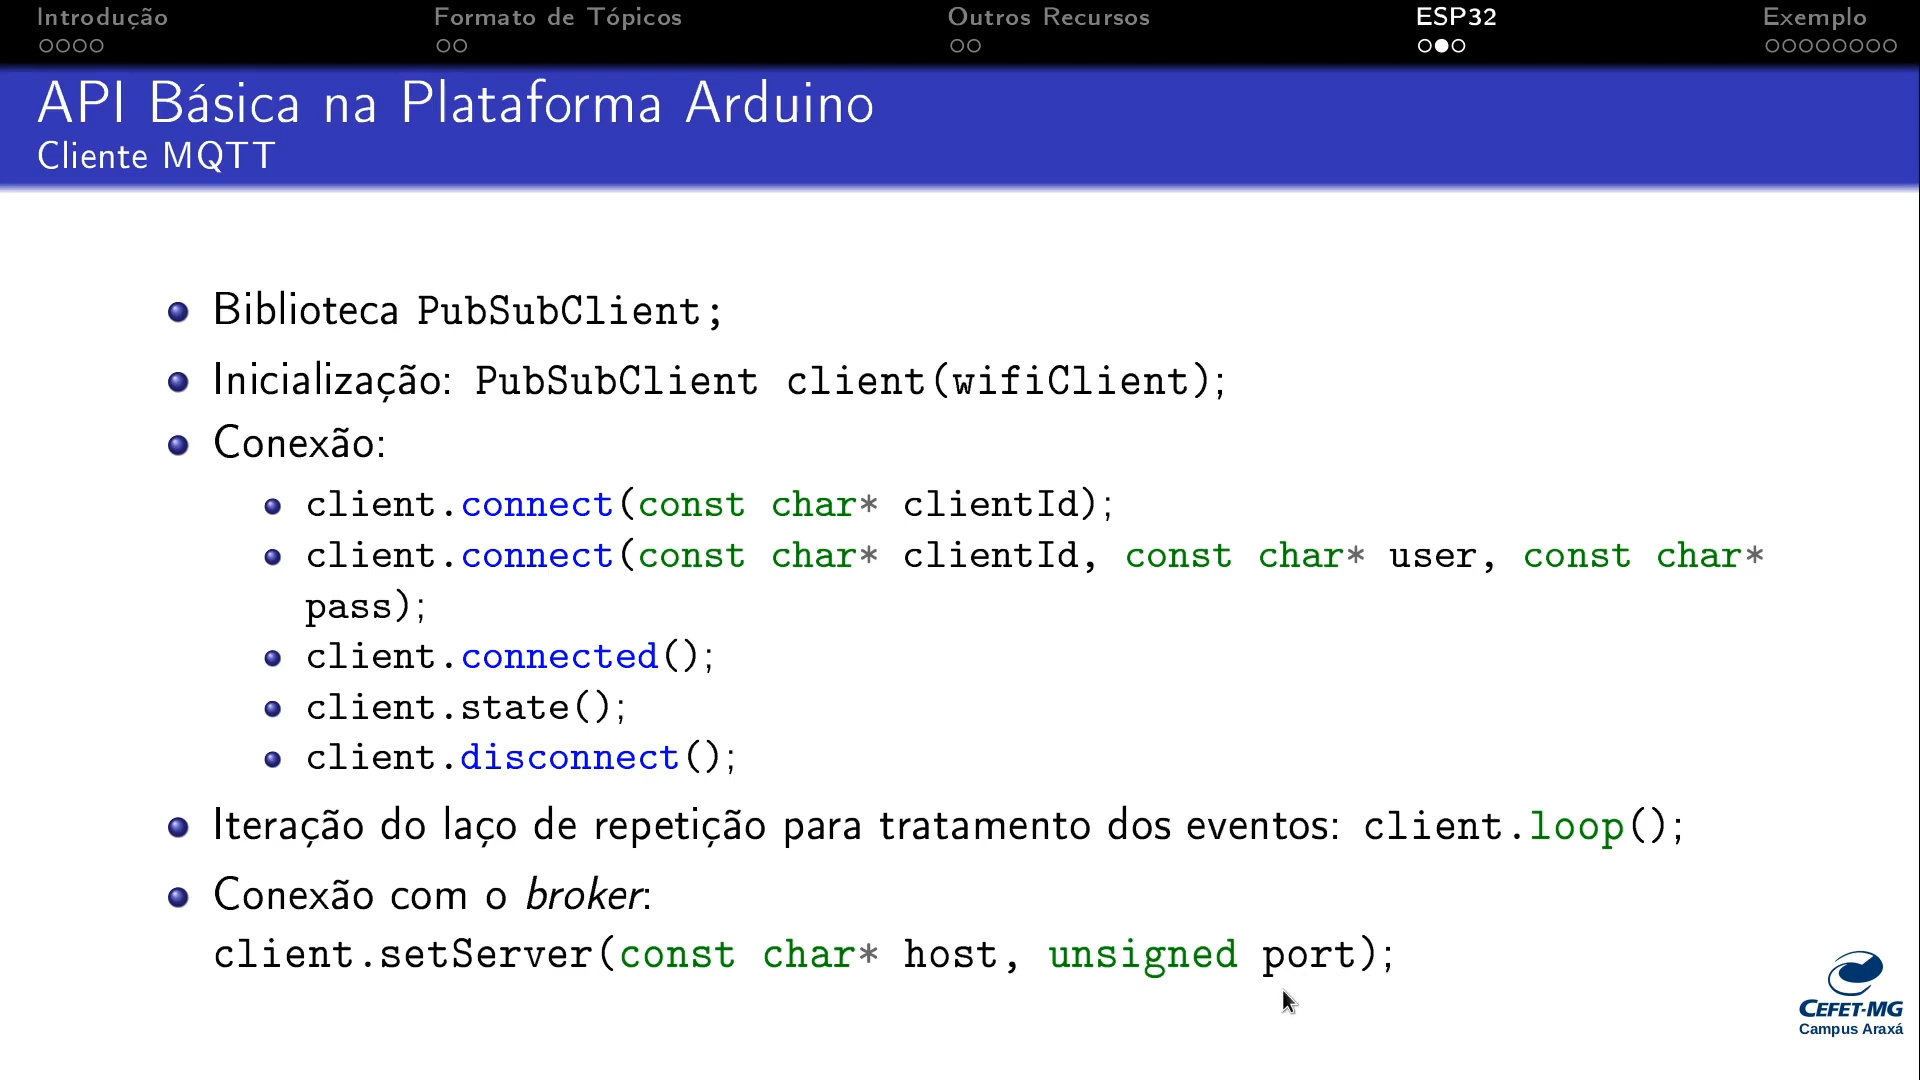 Introdução
Formato de Tópicos
Outros Recursos
ESP32
Exemplo
API Básica na Plataforma Arduino
Cliente MQTT
Biblioteca PubSubClient;
Inicialização: PubSubClient client(wifiClient);
Conexão:
client.connect(const char* clientId);
client.connect(const char* clientId, const char* user, const char*
pass);
client.connected();
client.state();
client.disconnect();
Iteração do laço de repetição para tratamento dos eventos: client.loop();
Conexão com o broker:
client.setServer(const char* host, unsigned port);
CEFET-MG
Campus Araxá